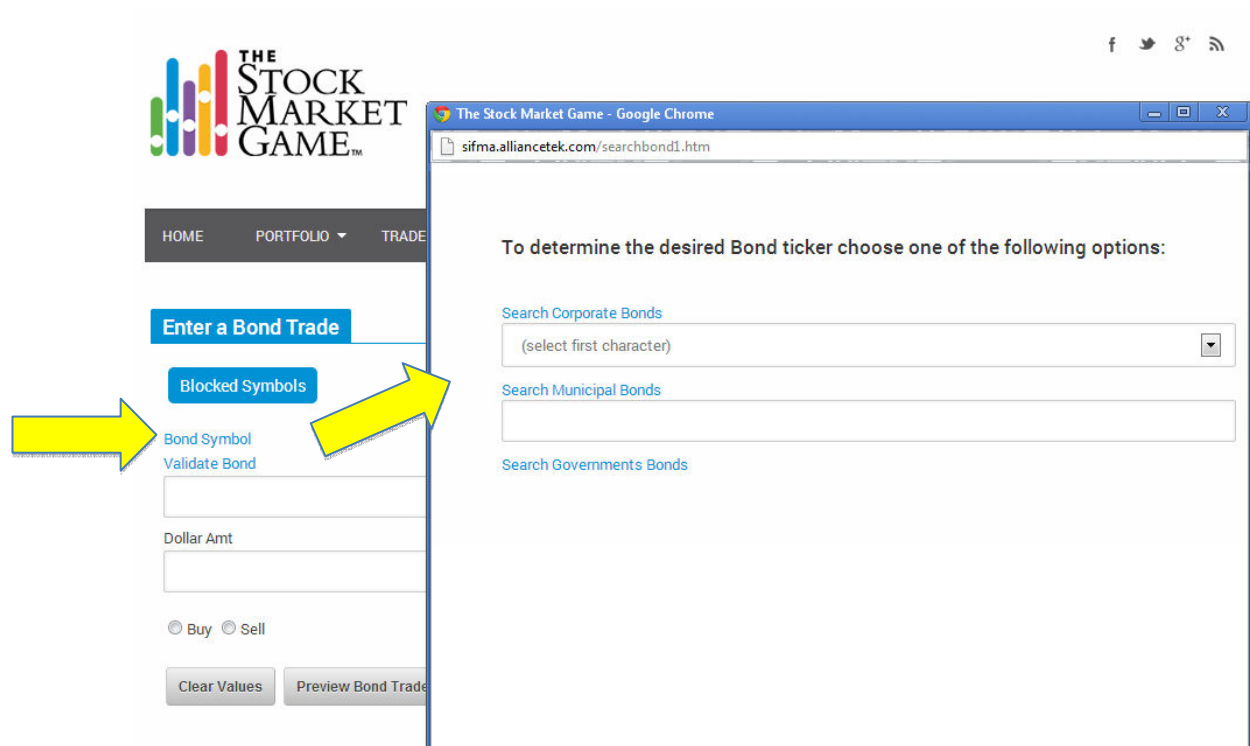 THE
STOCK
MARKET
GAME™
f g+
The Stock Market Game - Google Chrome
sifma.alliancetek.com/searchbond1.htm
HOME PORTFOLIO TRADE
To determine the desired Bond ticker choose one of the following options:
Search Corporate Bonds
(select first character)
Search Municipal Bonds
Search Governments Bonds
Enter a Bond Trade
Blocked Symbols
Bond Symbol
Validate Bond
Dollar Amt
Buy Sell
Clear Values Preview Bond Trade